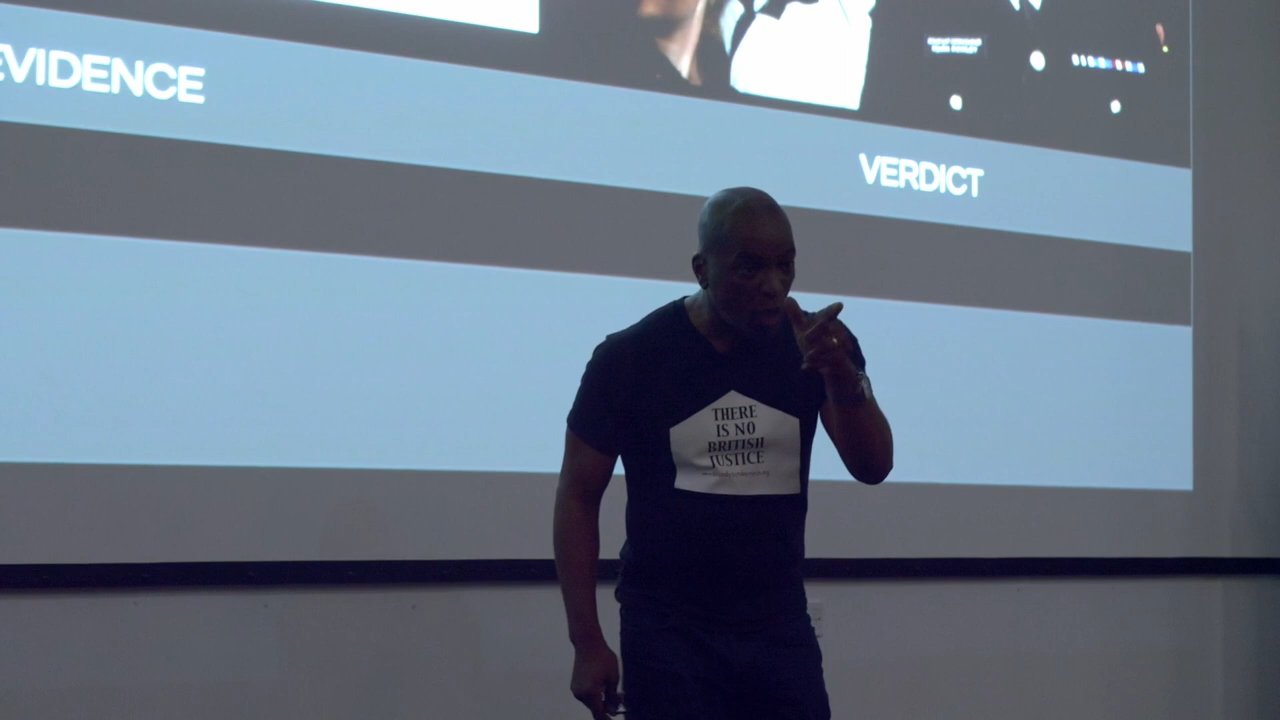 EVIDENCE
VERDICT
THERE
IS NO
BRITISH
JUSTICE